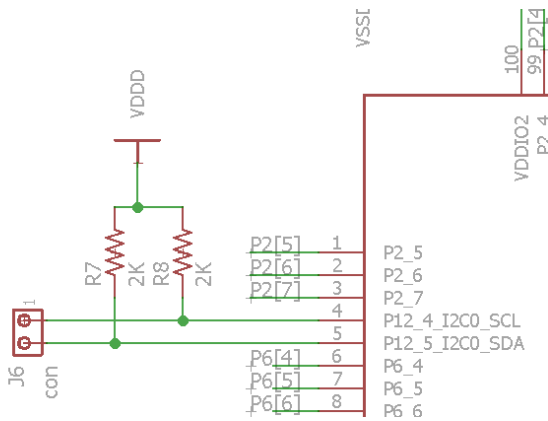 VSSI
100
99
P2[4
VDDIO2
P2_4
VDDD
R7
2K
R8
2K
P2[5]
1
P2_5
P2[6]
2
P2_6
P2[7]
3
P2_7
1
4
P12_4_I2C0_SCL
5
P12_5_I2C0_SDA
J6
con
P6[4]
6
P6_4
P6[5]
7
P6_5
P6[6]
8
P6_6